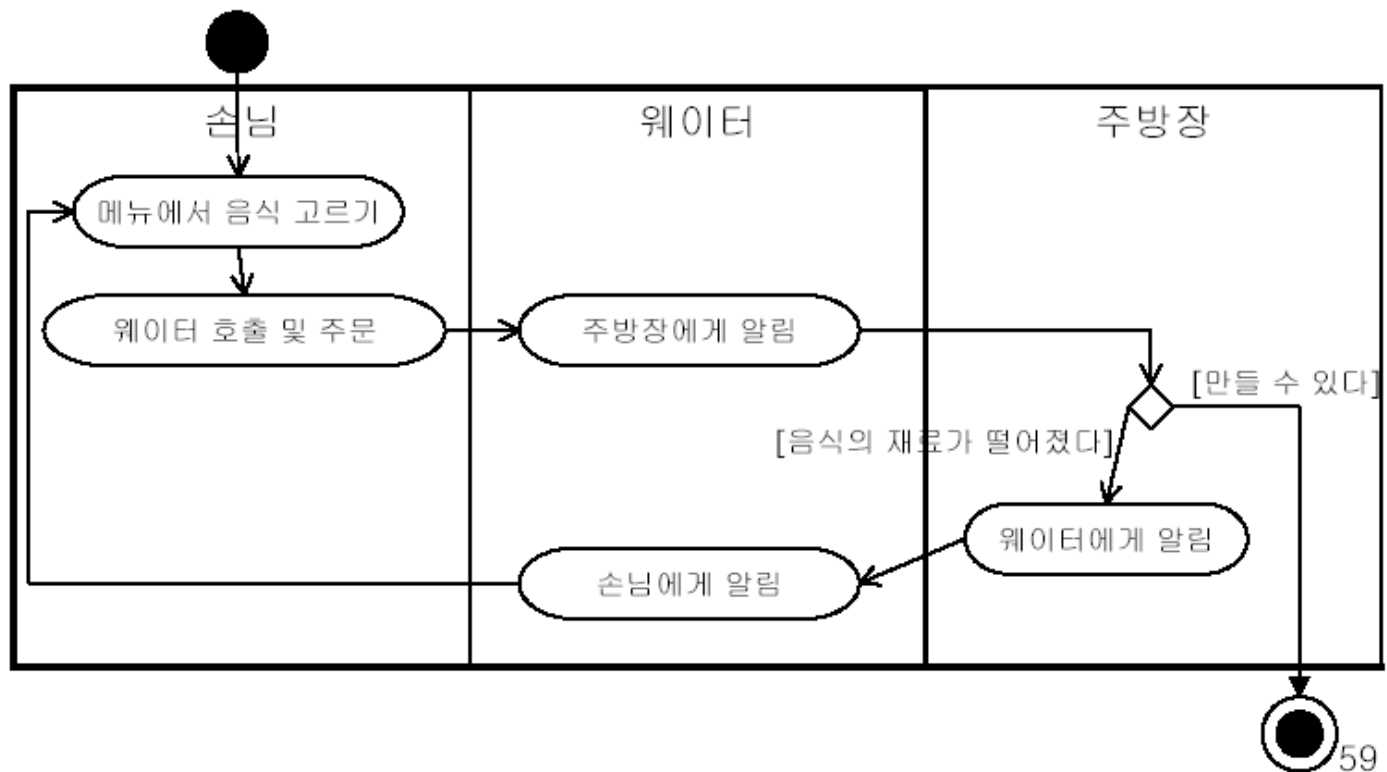 손님
웨이터
주방장
메뉴에서 음식 고르기
웨이터 호출 및 주문
주방장에게 알림
[만들 수 있다]
[음식의 재료가 떨어졌다]
웨이터에게 알림
손님에게 알림
59